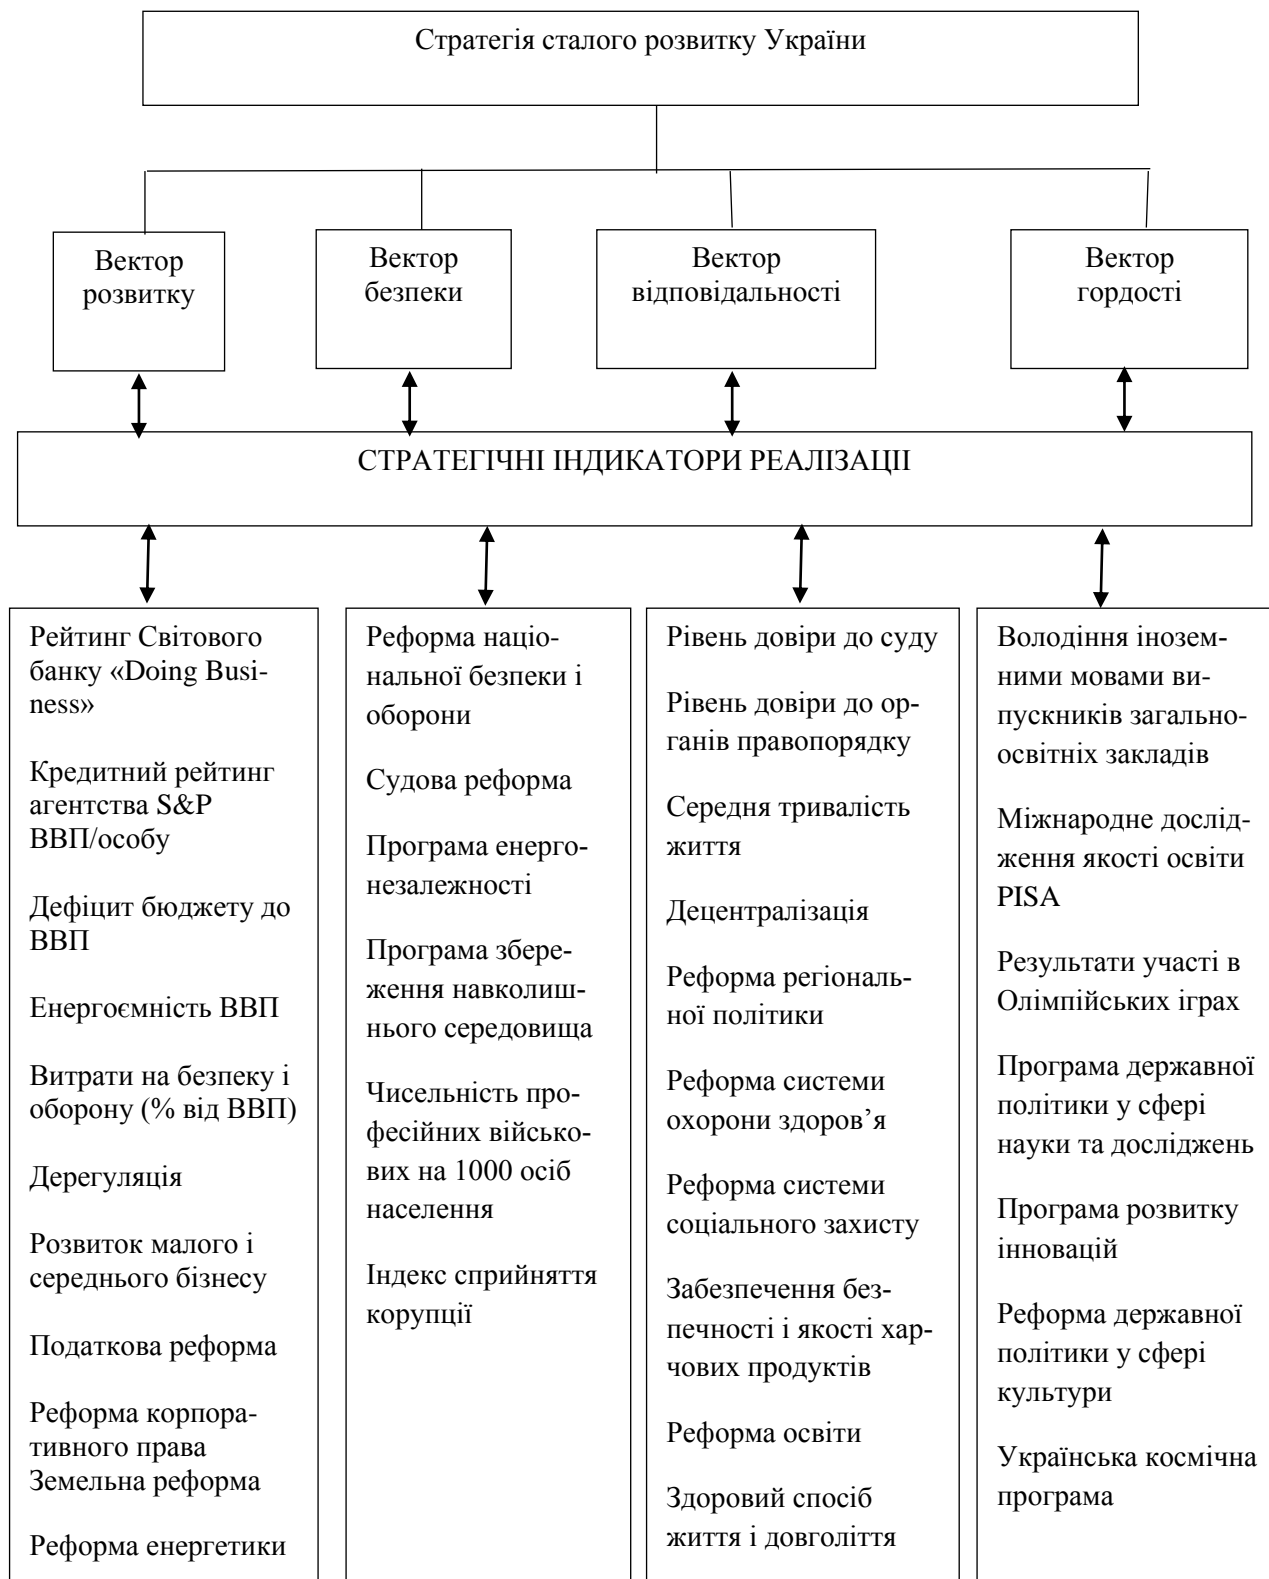 Стратегія сталого розвитку України
Вектор
розвитку
Вектор
безпеки
Вектор
відповідальності
Вектор
гордості
СТРАТЕГІЧНІ ІНДИКАТОРИ РЕАЛІЗАЦІІ
Рейтинг Світового
банку «Doing Busi-
ness»
Кредитний рейтинг
агентства S&P
ВВП/особу
Дефіцит бюджету до
ВВП
Енергоємність ВВП
Витрати на безпеку і
оборону (% від ВВП)
Дерегуляція
Розвиток малого і
середнього бізнесу
Податкова реформа
Реформа корпора-
тивного права
Земельна реформа
Реформа енергетики
Реформа націо-
нальної безпеки і
оборони
Судова реформа
Програма енерго-
незалежності
Програма збере-
ження навколиш-
нього середовища
Чисельність про-
фесійних військо-
вих на 1000 осіб
населення
Індекс сприйняття
корупції
Рівень довіри до суду
Рівень довіри до ор-
ганів правопорядку
Середня тривалість
життя
Децентралізація
Реформа регіональ-
ної політики
Реформа системи
охорони здоров’я
Реформа системи
соціального захисту
Забезпечення без-
печності і якості хар-
чових продуктів
Реформа освіти
Здоровий спосіб
життя і довголіття
Володіння інозем-
ними мовами ви-
пускників загально-
освітніх закладів
Міжнародне дослід-
ження якості освіти
PISA
Результати участі в
Олімпійських іграх
Програма державної
політики у сфері
науки та досліджень
Програма розвитку
інновацій
Реформа державної
політики у сфері
культури
Українська космічна
програма